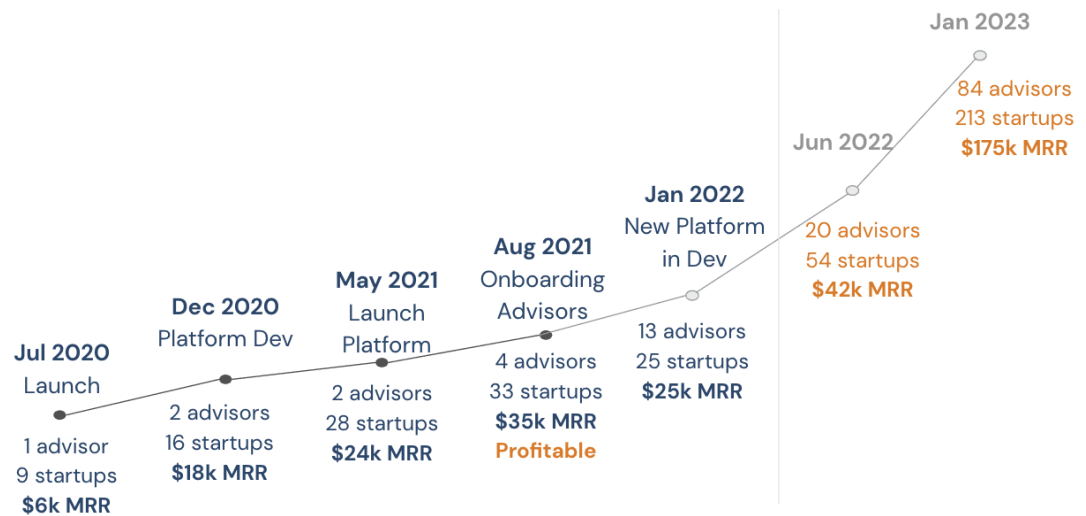 Jul 2020
Launch
1 advisor
9 startups
$6k MRR
Dec 2020
Platform Dev
2 advisors
16 startups
$18k MRR
May 2021
Launch
Platform
2 advisors
28 startups
$24k MRR
Aug 2021
Onboarding
Advisors
4 advisors
33 startups
$35k MRR
Profitable
Jan 2022
New Platform
in Dev
13 advisors
25 startups
$25k MRR
Jun 2022
20 advisors
54 startups
$42k MRR
Jan 2023
84 advisors
213 startups
$175k MRR